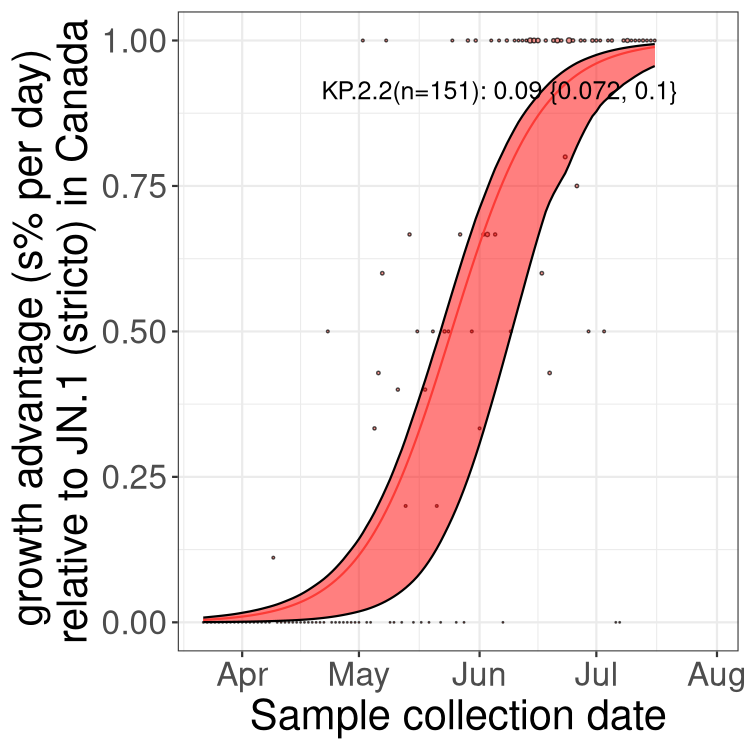 growth advantage (s% per day)
relative to JN.1 (stricto) in Canada
1.00
0.75
0.50
0.25
0.00
KP.2.2(n=151): 0.09 {0.072, 0.1}
Apr May Jun Jul Aug
Sample collection date